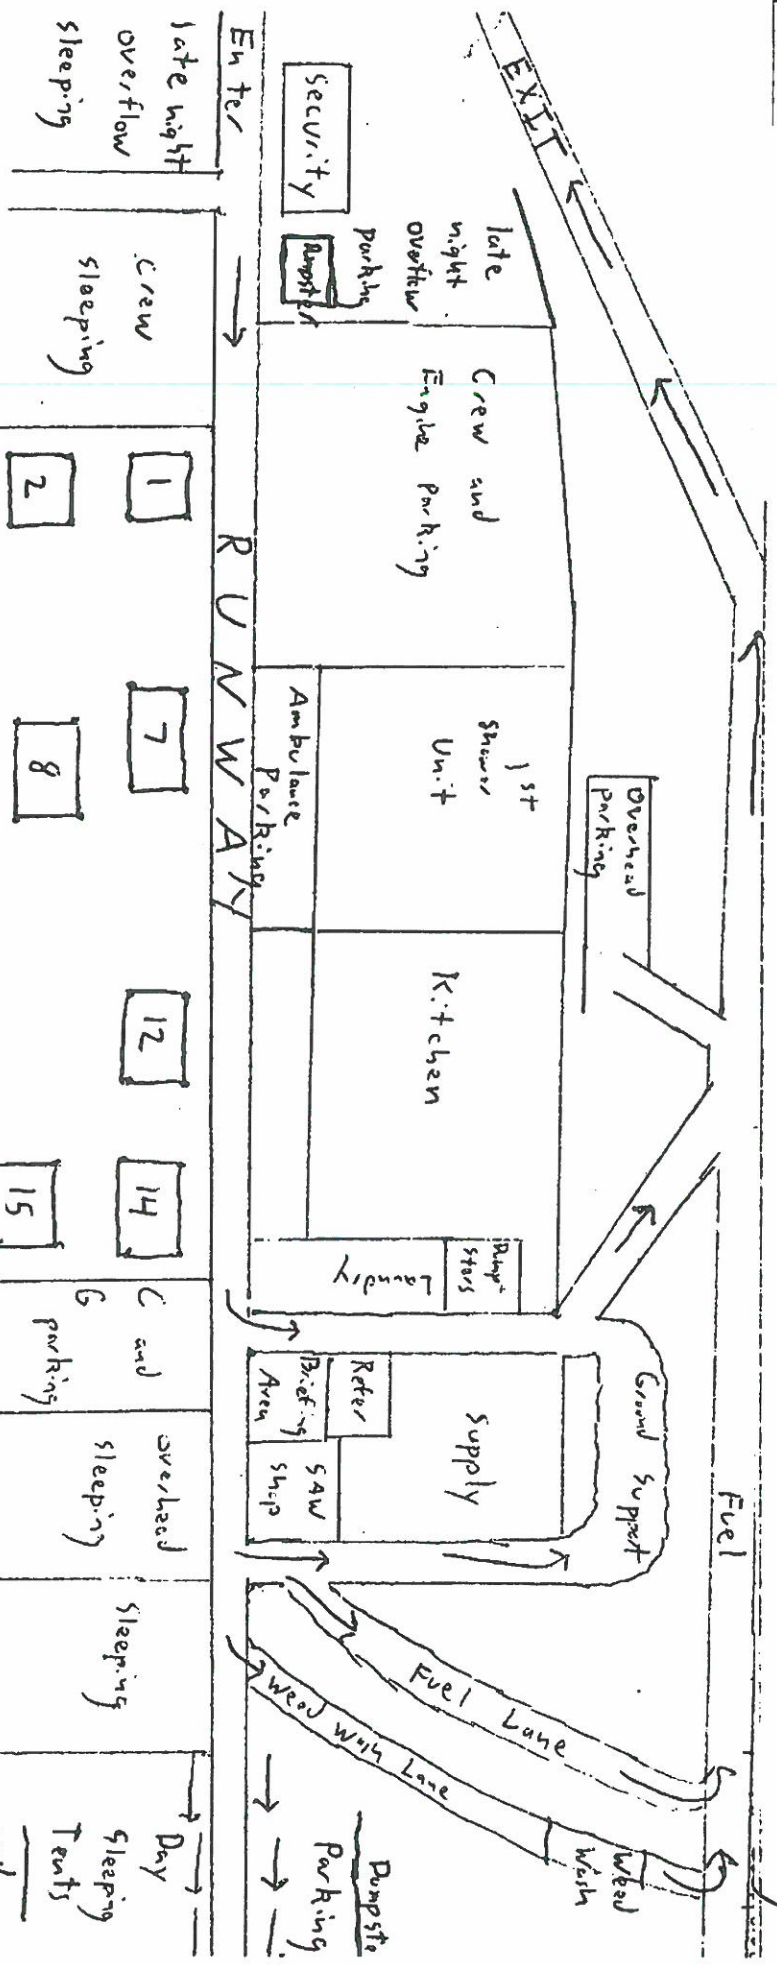 EXIT
Enter
late night
overflow
sleeping
Security
Dumpster
late
night
overflow
parking
Crew
sleeping
Crew and
Engine Parking
1
2
RUNWAY
7
8
Ambulance
Parking
1st
Shower
Unit
Overhead
parking
Kitchen
12
14
15
Laundry
Dump-
sters
C and
G
parking
Briefing
Area
Refer
Supply
SAW
Shop
Ground Support
Fuel
overhead
sleeping
sleeping
Fuel Lane
Weed Wash Lane
Weed
Wash
Day
Sleeping
Tents
Dumpste
Parking